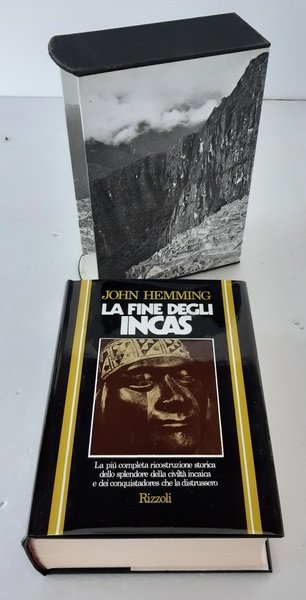 JOHN HEMMING
LA FINE DEGLI
INCAS
La più completa ricostruzione storica
dello splendore della civiltà incaica
e dei conquistadores che la distrussero
Rizzoli